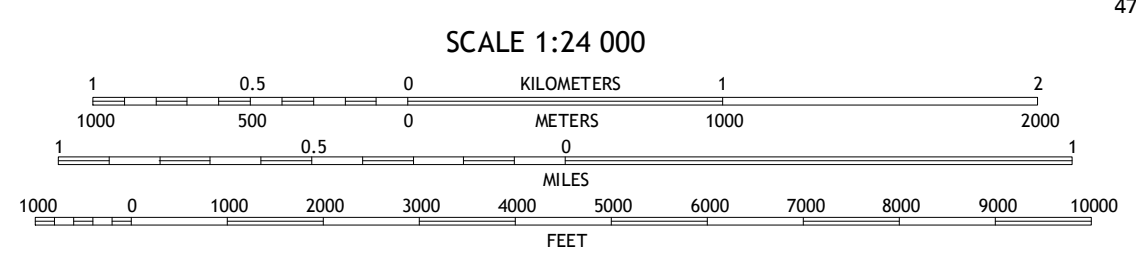 47
SCALE 1:24 000
1 0.5 0 KILOMETERS 1 2
1000 500 0 METERS 1000 2000
1 0.5 0 1
MILES
1000 0 1000 2000 3000 4000 5000 6000 7000 8000 9000 10000
FEET